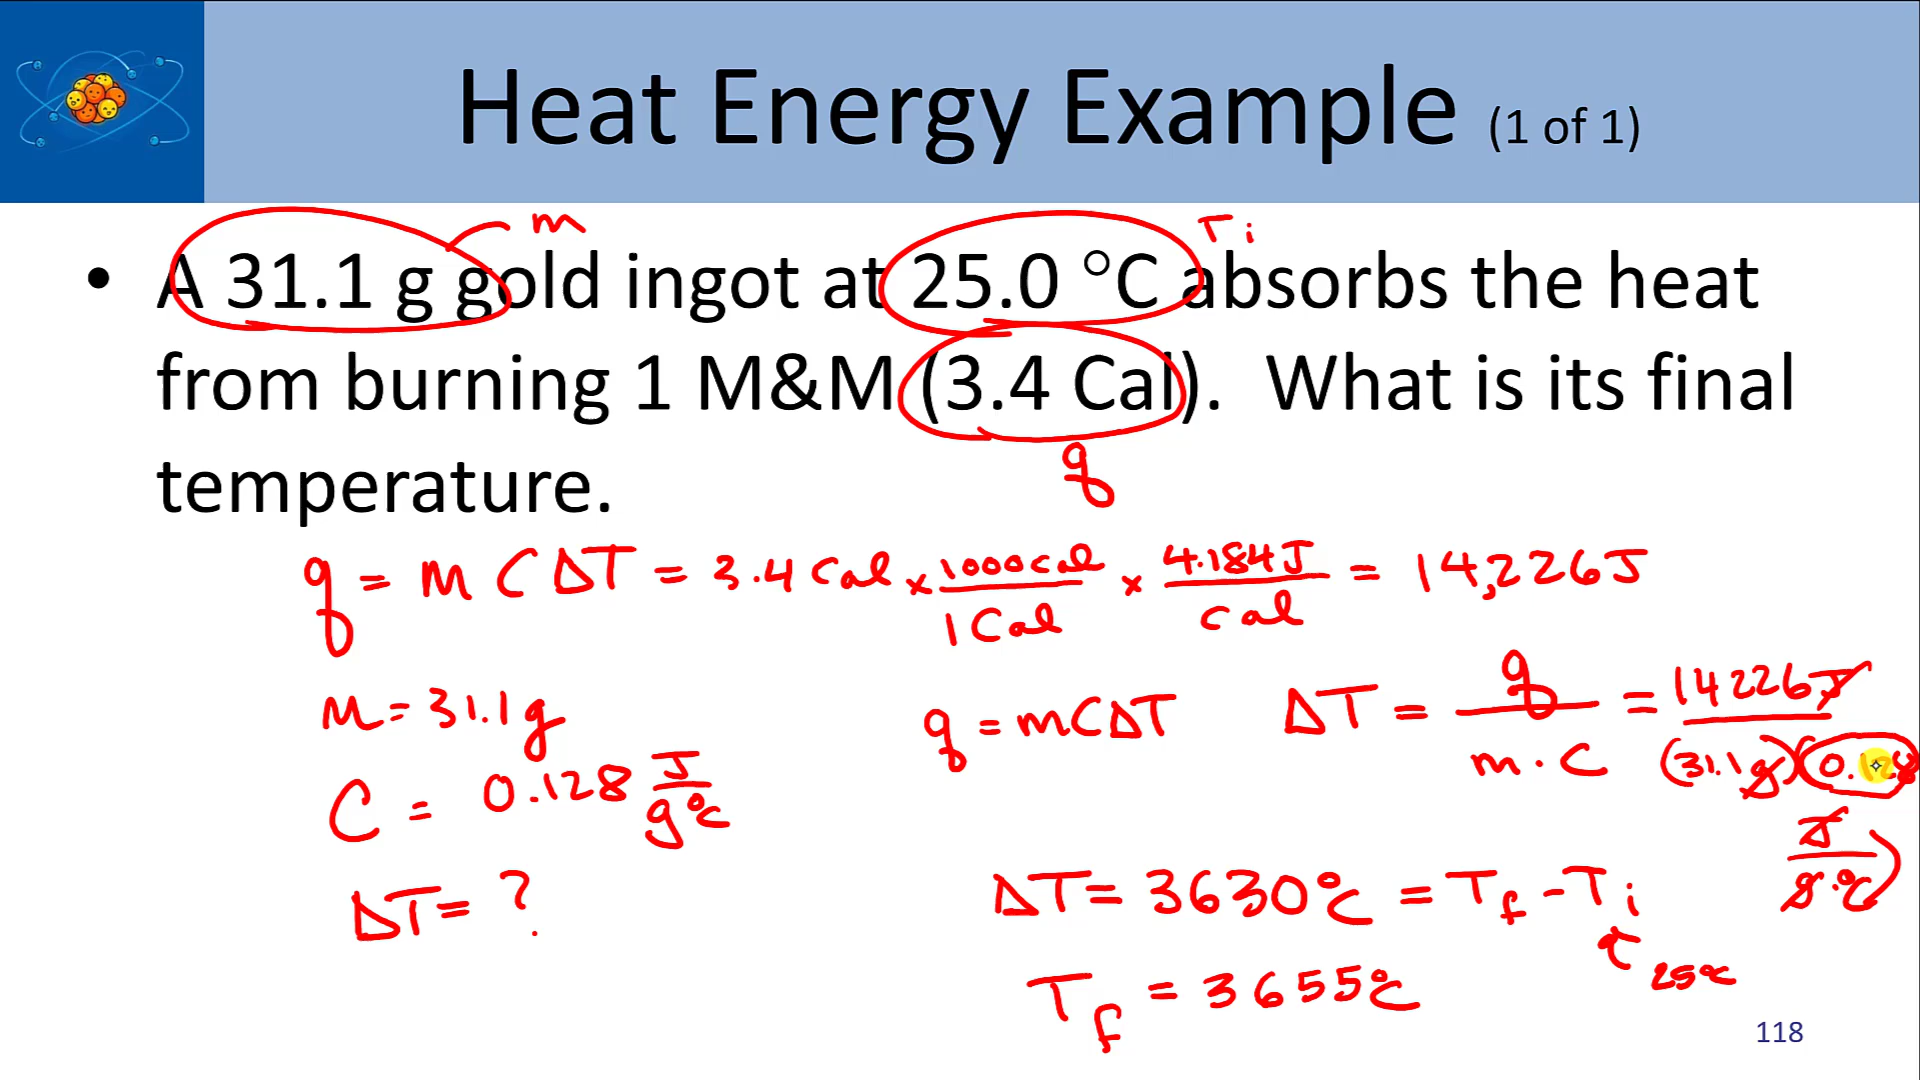 Heat Energy Example (1 of 1)
m
T i
• A 31.1 g gold ingot at 25.0 °C absorbs the heat
from burning 1 M&M (3.4 Cal). What is its final
temperature.
q
q = m C ΔT = 3.4 Cal × 1000 cal / 1 Cal × 4.184 J / cal = 14,226 J
m = 31.1 g
q = m C ΔT
ΔT = q / m · C = 14226 J / (31.1 g)(0.128 J / g · °C)
C = 0.128 J / g °C
ΔT = ?
ΔT = 3630 °C = Tf - Ti
25 °C
Tf = 3655 °C
118